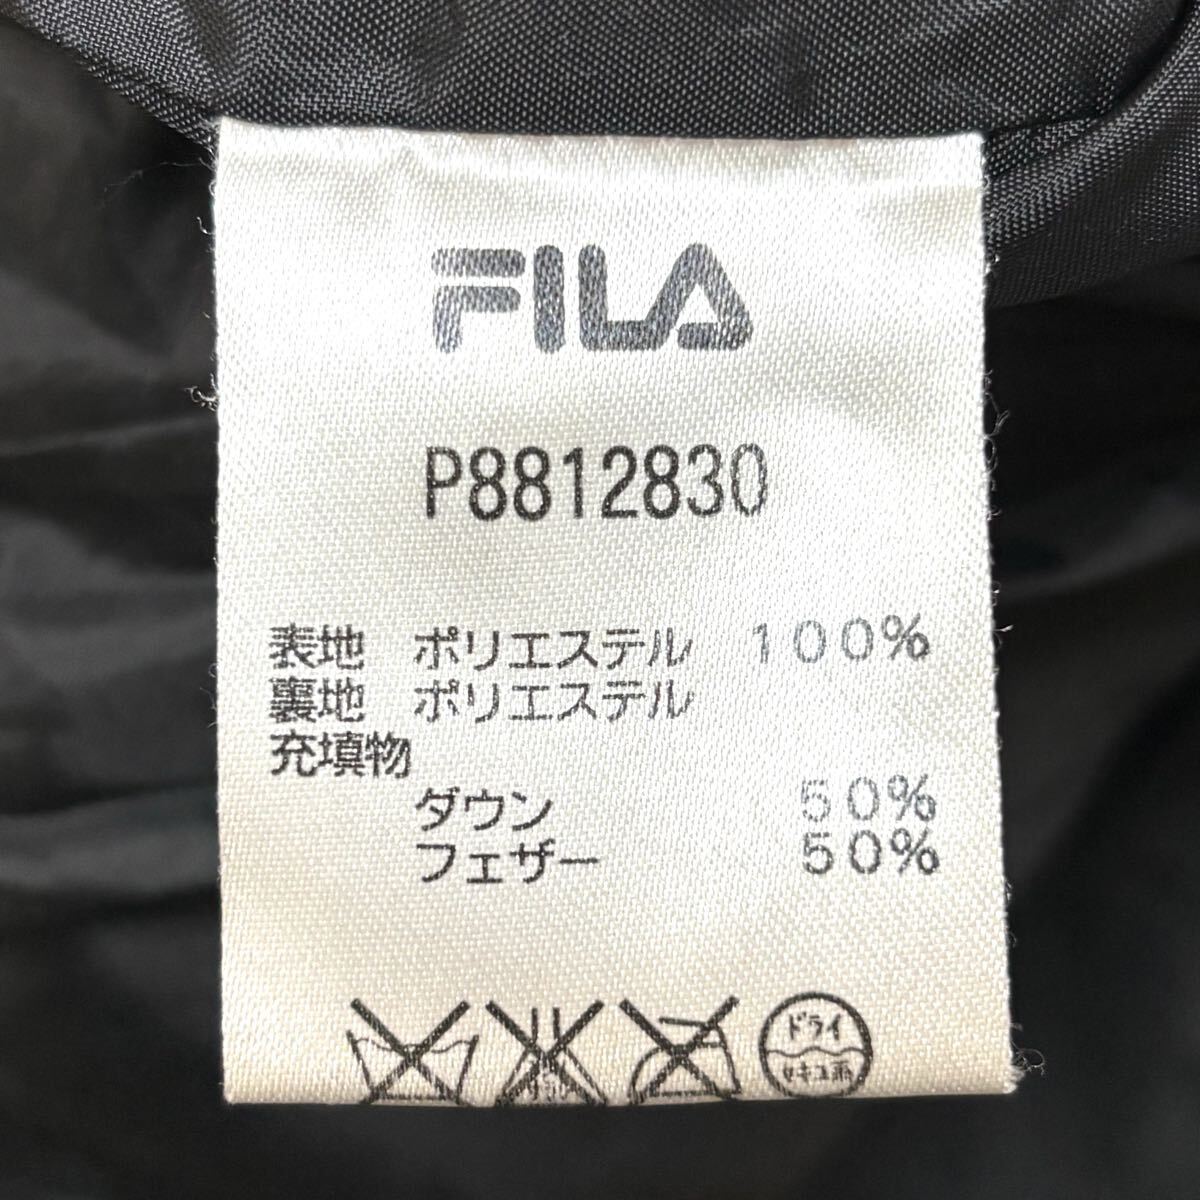 FILA
P8812830
表地 ポリエステル 100%
裏地 ポリエステル
充填物
ダウン 50%
フェザー 50%
ドライ
セキユ系